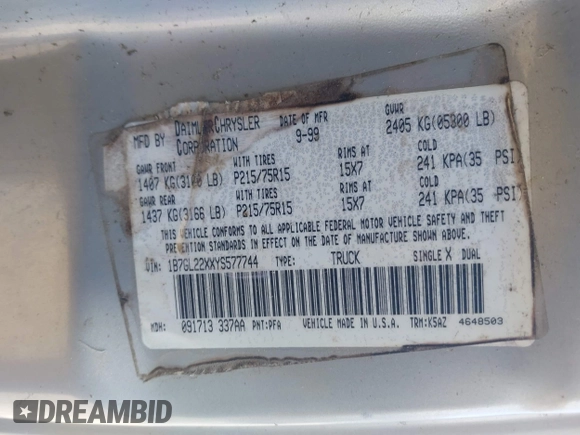 MFD BY DAIMLERCHRYSLER CORPORATION DATE OF MFR 9-99 GVWR 2405 KG(05300 LB)
GAWR FRONT WITH TIRES RIMS AT COLD
1407 KG(3100 LB) P215/75R15 15X7 241 KPA(35 PSI)
GAWR REAR WITH TIRES RIMS AT COLD
1437 KG(3166 LB) P215/75R15 15X7 241 KPA(35 PSI)
THIS VEHICLE CONFORMS TO ALL APPLICABLE FEDERAL MOTOR VEHICLE SAFETY AND THEFT
PREVENTION STANDARDS IN EFFECT ON THE DATE OF MANUFACTURE SHOWN ABOVE.
VIN: 1B7GL22XXYS577744 TYPE: TRUCK SINGLE X DUAL
MDH: 091713 337AA PNT:PFA VEHICLE MADE IN U.S.A. TRM:K5AZ 4648503
DREAMBID